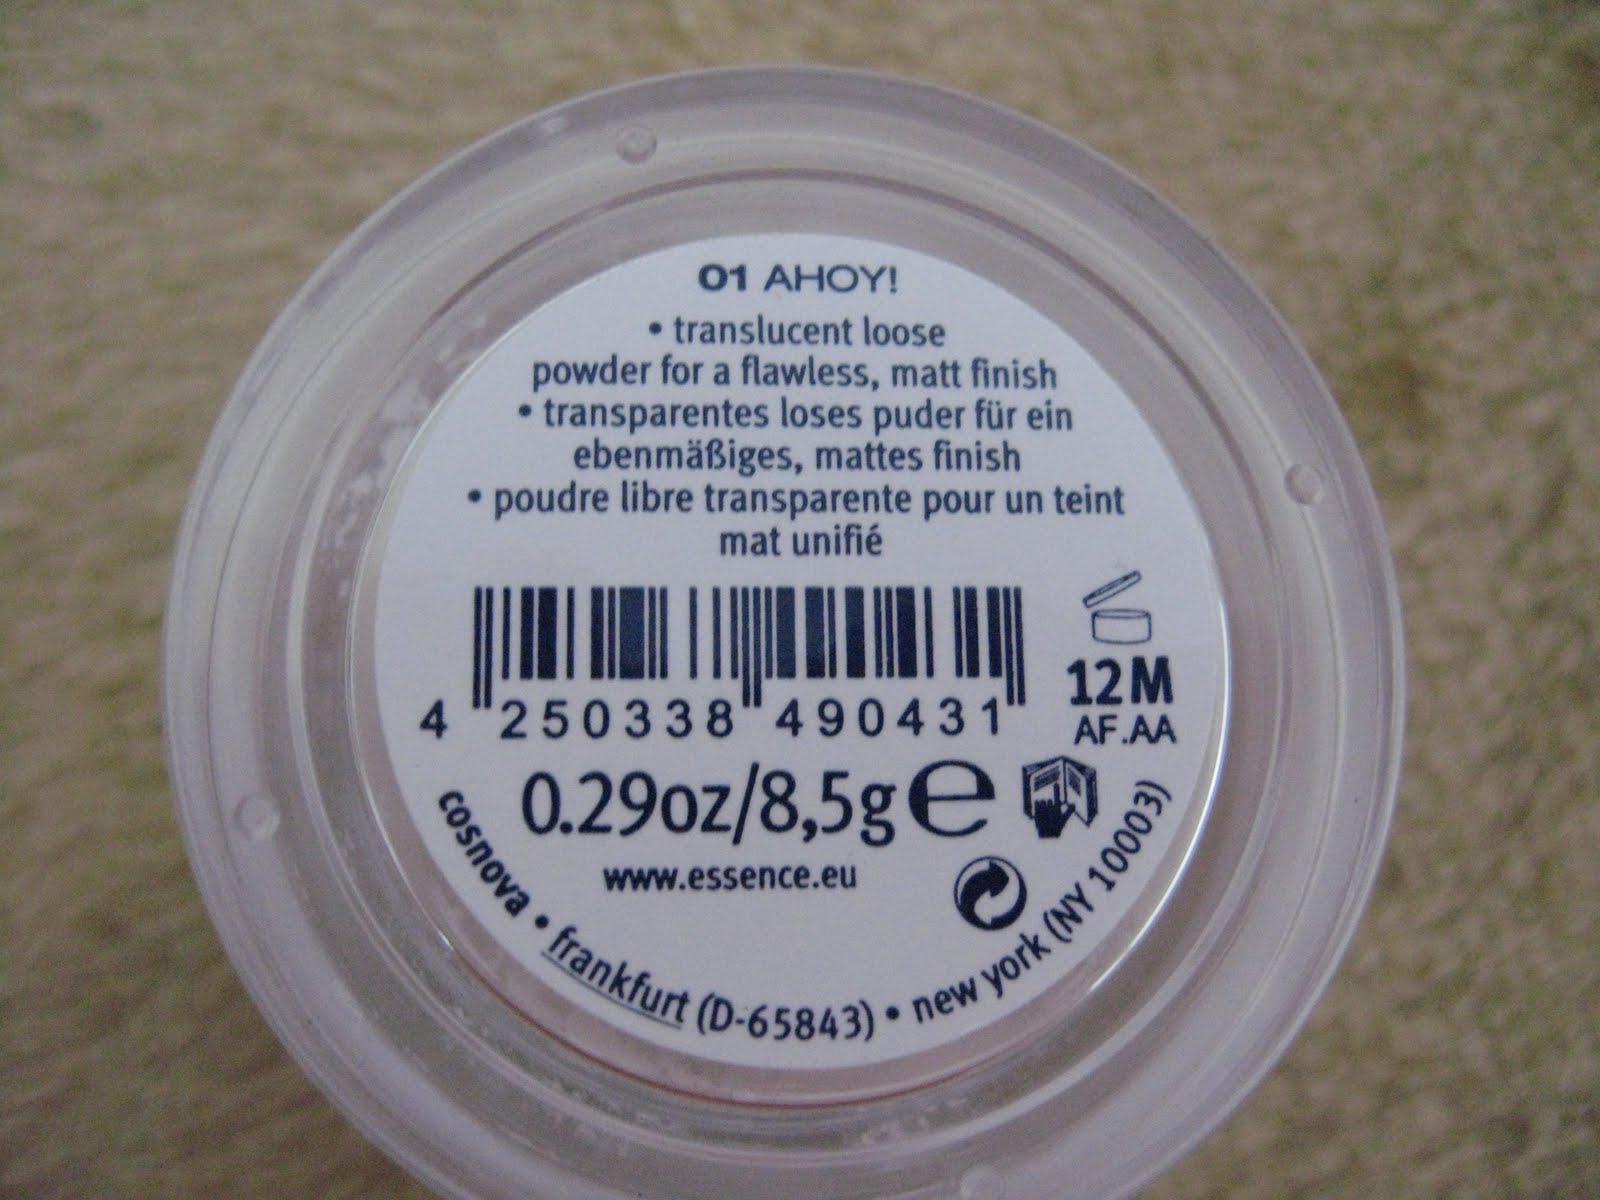 01 AHOY!
• translucent loose
powder for a flawless, matt finish
• transparentes loses puder für ein
ebenmäßiges, mattes finish
• poudre libre transparente pour un teint
mat unifié
12M
AF.AA
4 250338 490431
0.29oz/8,5g e
www.essence.eu
cosnova • frankfurt (D-65843) • new york (NY 10003)